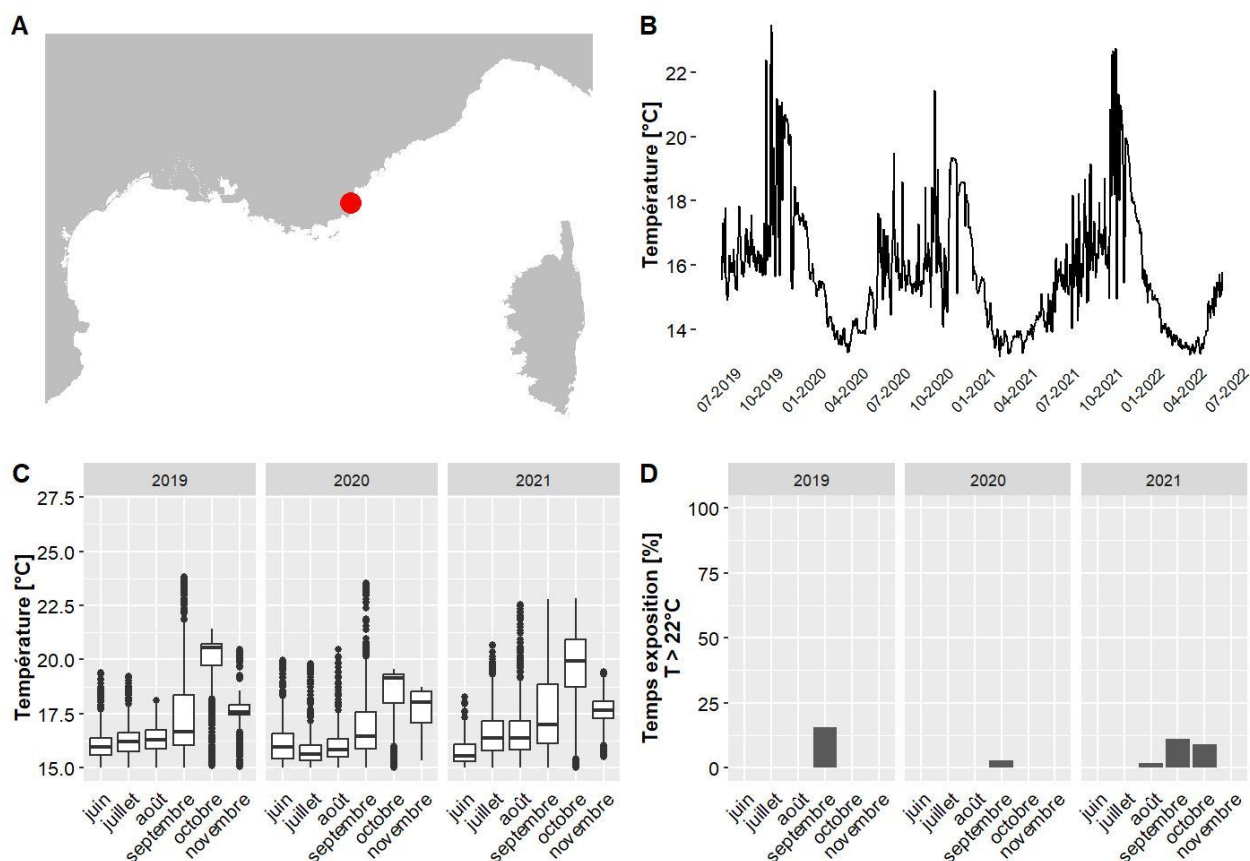 A
B
Température [°C]
22
20
18
16
14
07-2019
10-2019
01-2020
04-2020
07-2020
10-2020
01-2021
04-2021
07-2021
10-2021
01-2022
04-2022
07-2022
C
2019
2020
2021
Température [°C]
27.5
25.0
22.5
20.0
17.5
15.0
juin
juillet
août
septembre
octobre
novembre
juin
juillet
août
septembre
octobre
novembre
juin
juillet
août
septembre
octobre
novembre
D
2019
2020
2021
Temps exposition [%]
T > 22°C
100
75
50
25
0
juin
juillet
août
septembre
octobre
novembre
juin
juillet
août
septembre
octobre
novembre
juin
juillet
août
septembre
octobre
novembre